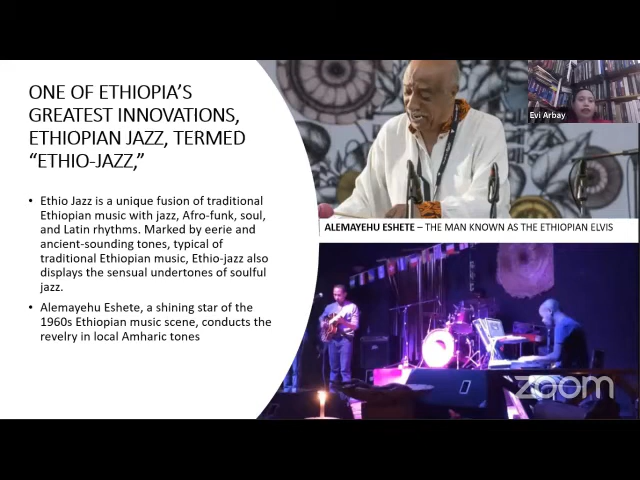 ONE OF ETHIOPIA’S
GREATEST INNOVATIONS,
ETHIOPIAN JAZZ, TERMED
“ETHIO-JAZZ,”
• Ethio Jazz is a unique fusion of traditional
Ethiopian music with jazz, Afro-funk, soul,
and Latin rhythms. Marked by eerie and
ancient-sounding tones, typical of
traditional Ethiopian music, Ethio-jazz also
displays the sensual undertones of soulful
jazz.
• Alemayehu Eshete, a shining star of the
1960s Ethiopian music scene, conducts the
revelry in local Amharic tones
Evi Arbay
ALEMAYEHU ESHETE – THE MAN KNOWN AS THE ETHIOPIAN ELVIS
zoom